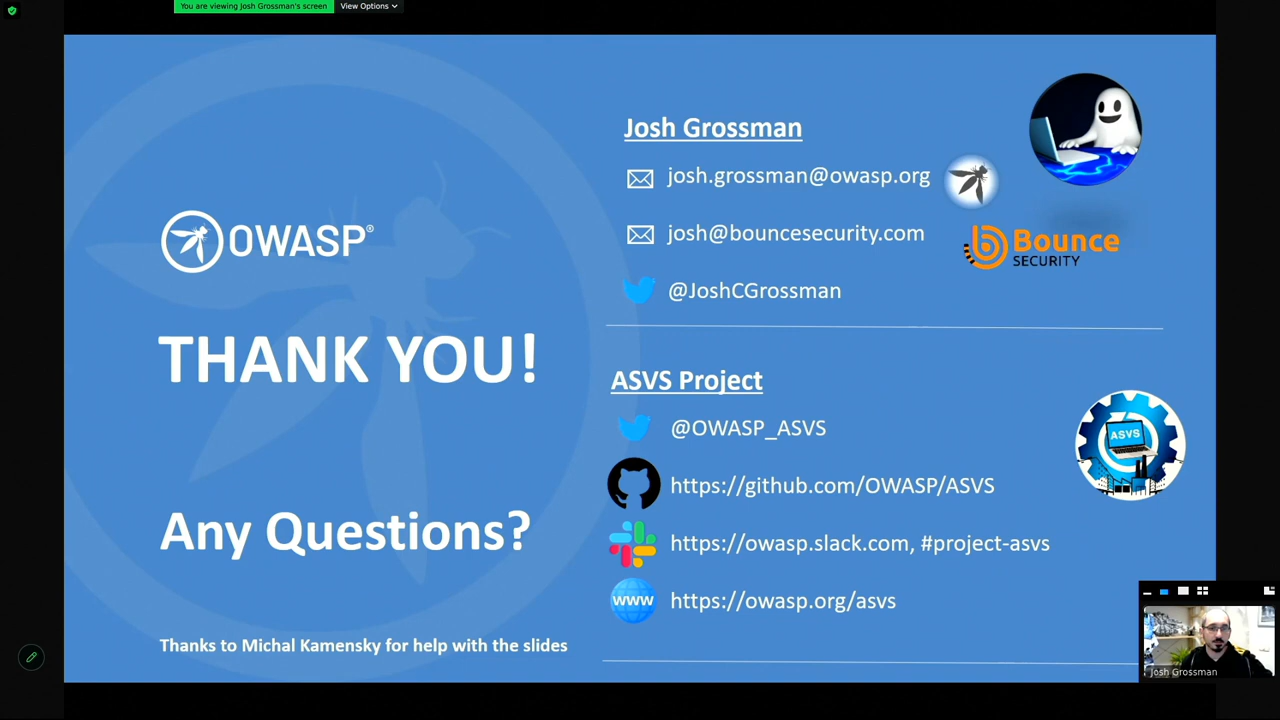 You are viewing Josh Grossman's screen
View Options
OWASP®
THANK YOU!
Any Questions?
Thanks to Michal Kamensky for help with the slides
Josh Grossman
josh.grossman@owasp.org
josh@bouncesecurity.com
Bounce
SECURITY
@JoshCGrossman
ASVS Project
@OWASP_ASVS
ASVS
https://github.com/OWASP/ASVS
https://owasp.slack.com, #project-asvs
www
https://owasp.org/asvs
Josh Grossman